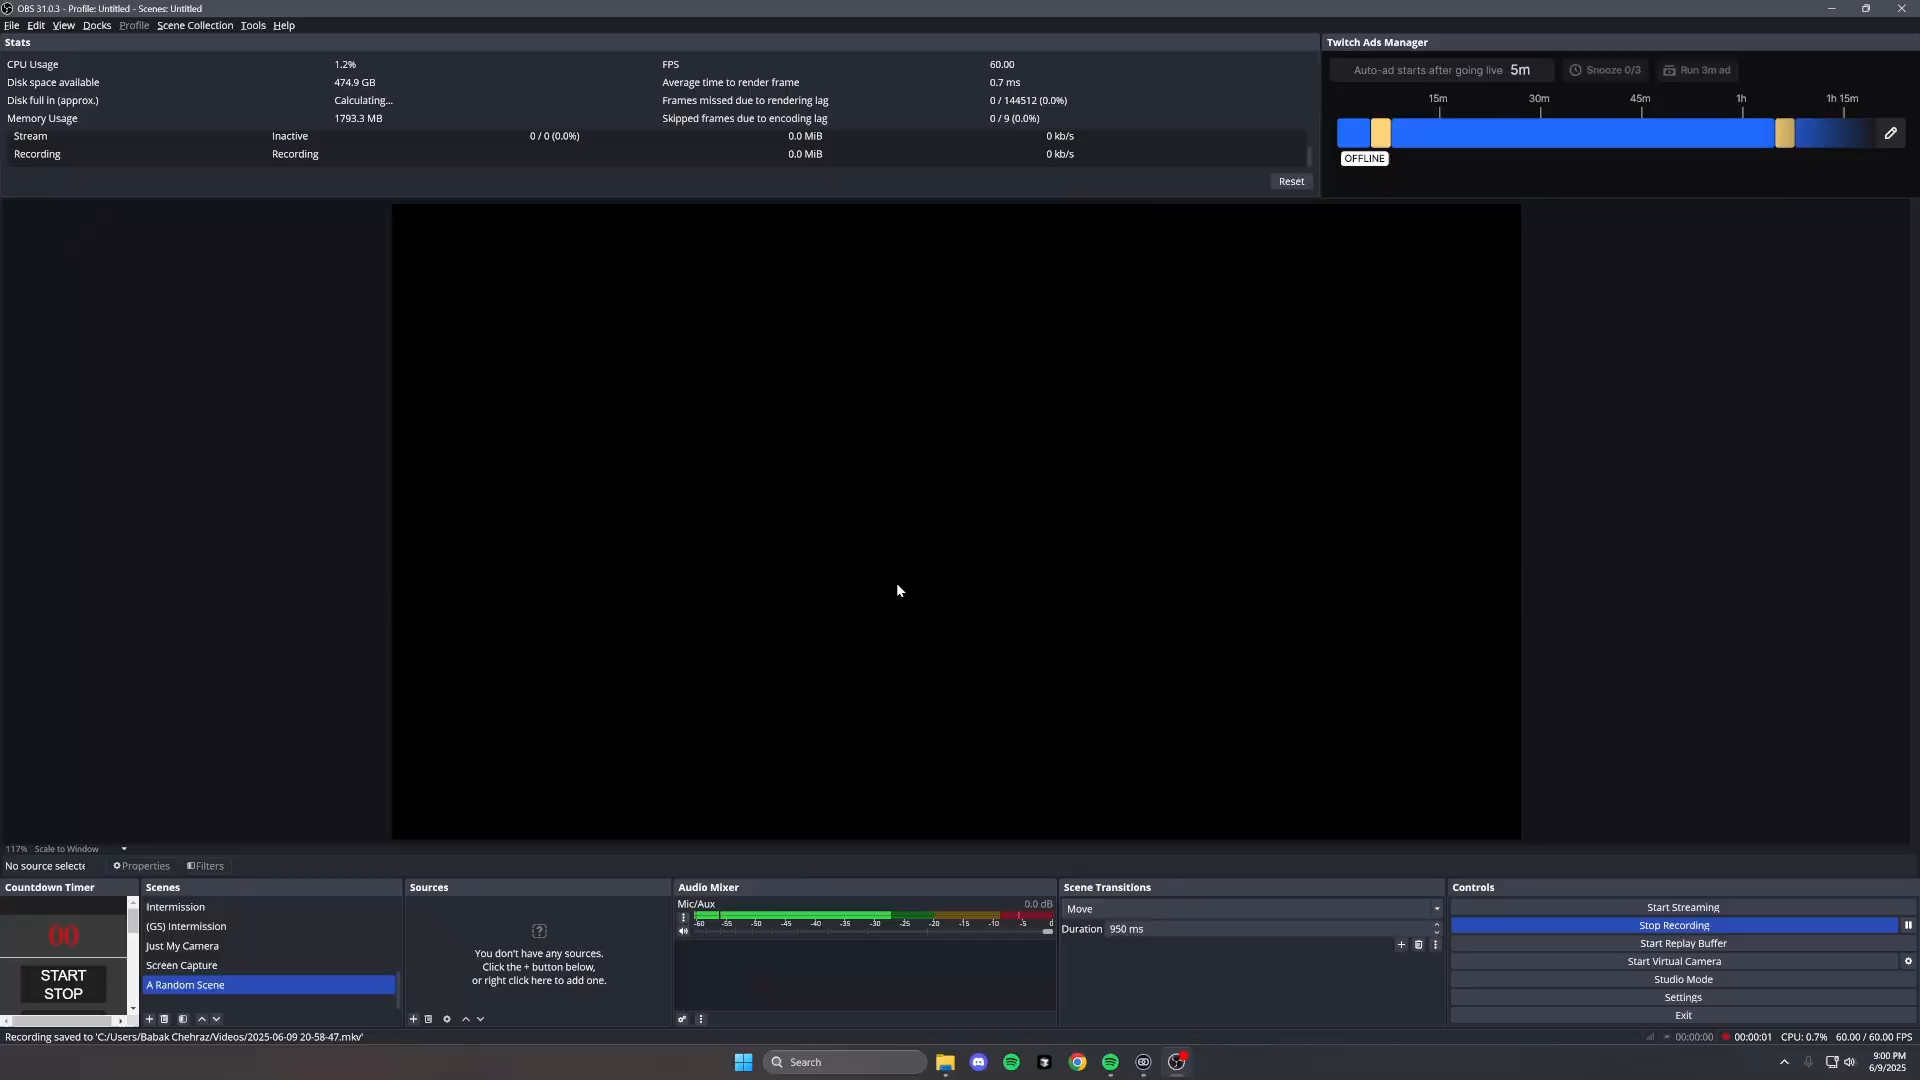 OBS 31.0.3 - Profile: Untitled - Scenes: Untitled
File Edit View Docks Profile Scene Collection Tools Help
Stats
CPU Usage 1.2% FPS 60.00
Disk space available 474.9 GB Average time to render frame 0.7 ms
Disk full in (approx.) Calculating... Frames missed due to rendering lag 0 / 144512 (0.0%)
Memory Usage 1793.3 MB Skipped frames due to encoding lag 0 / 9 (0.0%)
Stream Inactive 0 / 0 (0.0%) 0.0 MiB 0 kb/s
Recording Recording 0.0 MiB 0 kb/s
Reset
Twitch Ads Manager
Auto-ad starts after going live 5m Snooze 0/3 Run 3m ad
15m 30m 45m 1h 1h 15m
OFFLINE
117% Scale to Window
No source selecte Properties Filters
Countdown Timer
00
START
STOP
Scenes
Intermission
(GS) Intermission
Just My Camera
Screen Capture
A Random Scene
Sources
You don't have any sources.
Click the + button below,
or right click here to add one.
Audio Mixer
Mic/Aux 0.0 dB
-60 -55 -50 -45 -40 -35 -30 -25 -20 -15 -10 -5 0
Scene Transitions
Move
Duration 950 ms
Controls
Start Streaming
Stop Recording
Start Replay Buffer
Start Virtual Camera
Studio Mode
Settings
Exit
Recording saved to 'C:/Users/Babak Chehraz/Videos/2025-06-09 20-58-47.mkv'
00:00:00 00:00:01 CPU: 0.7% 60.00 / 60.00 FPS
Search
9:00 PM
6/9/2025